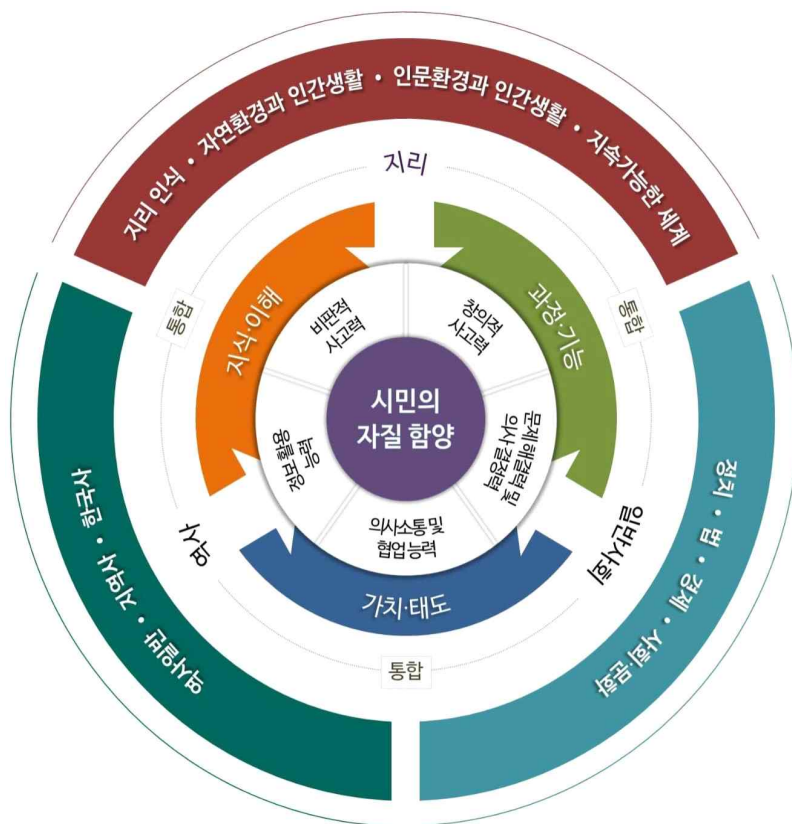 지리 인식 • 자연환경과 인간생활 • 인문환경과 인간생활 • 지속가능한 세계
지리
통합
통합
지식·이해
과정·기능
비판적
사고력
창의적
사고력
시민의
자질 함양
정보 활용
능력
문제 해결력 및
의사 결정력
의사소통 및
협업 능력
역사
일반사회
가치·태도
통합
역사일반 • 지역사 • 한국사
정치 • 법 • 경제 • 사회·문화